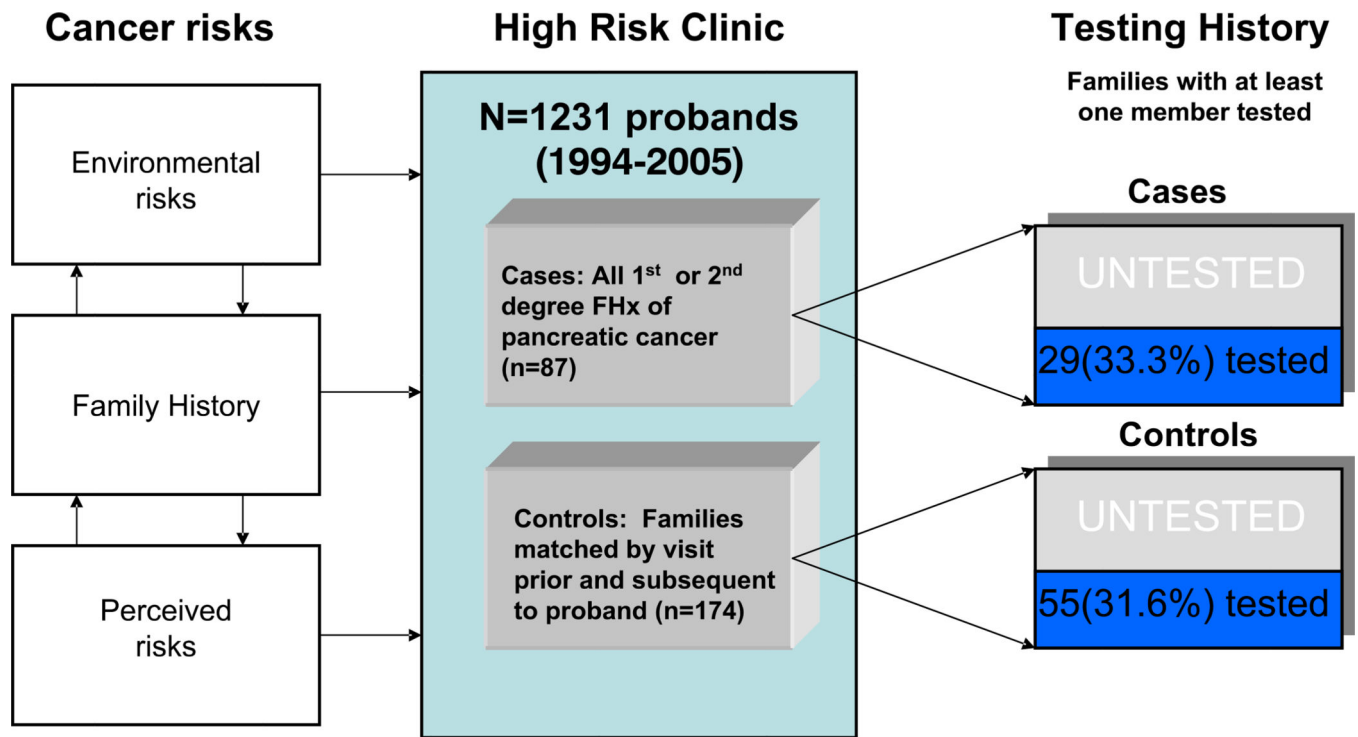 Cancer risks
Environmental
risks
Family History
Perceived
risks
High Risk Clinic
N=1231 probands
(1994-2005)
Cases: All 1st or 2nd
degree FHx of
pancreatic cancer
(n=87)
Controls: Families
matched by visit
prior and subsequent
to proband (n=174)
Testing History
Families with at least
one member tested
Cases
UNTESTED
29(33.3%) tested
Controls
UNTESTED
55(31.6%) tested